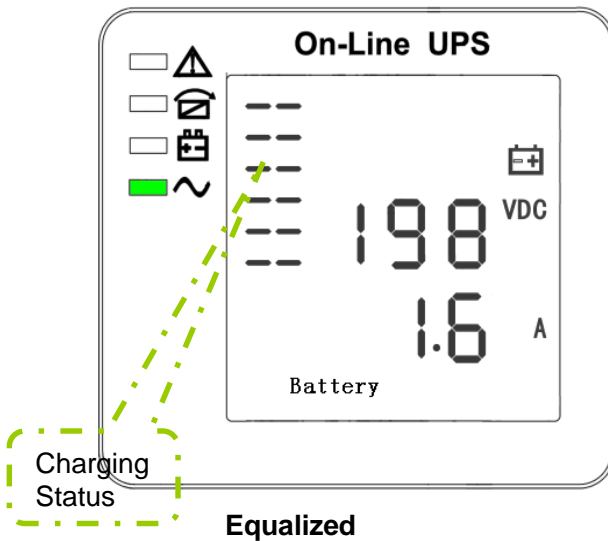 On-Line UPS
VDC
198
1.6
A
Battery
Charging
Status
Equalized